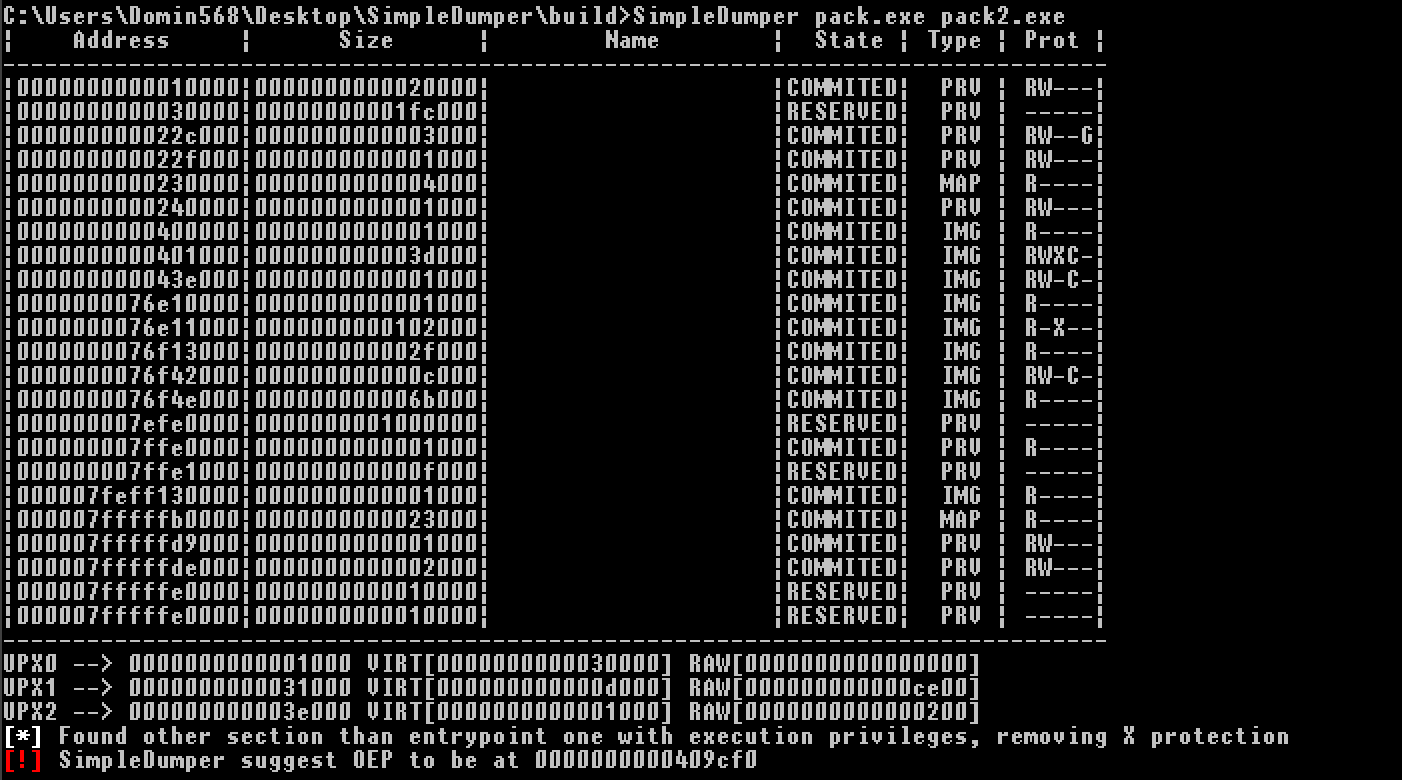 C:\Users\Domin568\Desktop\SimpleDumper\build>SimpleDumper pack.exe pack2.exe
¦     Address     ¦      Size      ¦        Name        ¦  State ¦ Type ¦ Prot ¦
--------------------------------------------------------------------------------
¦0000000000010000¦0000000000020000¦                    ¦COMMITED¦ PRV ¦ RW---¦
¦0000000000030000¦00000000001fc000¦                    ¦RESERVED¦ PRV ¦ -----¦
¦000000000022c000¦0000000000003000¦                    ¦COMMITED¦ PRV ¦ RW--G¦
¦000000000022f000¦0000000000001000¦                    ¦COMMITED¦ PRV ¦ RW---¦
¦0000000000230000¦0000000000004000¦                    ¦COMMITED¦ MAP ¦ R----¦
¦0000000000240000¦0000000000001000¦                    ¦COMMITED¦ PRV ¦ RW---¦
¦0000000000400000¦0000000000001000¦                    ¦COMMITED¦ IMG ¦ R----¦
¦0000000000401000¦000000000003d000¦                    ¦COMMITED¦ IMG ¦ RWXC-¦
¦000000000043e000¦0000000000001000¦                    ¦COMMITED¦ IMG ¦ RW-C-¦
¦0000000076e10000¦0000000000001000¦                    ¦COMMITED¦ IMG ¦ R----¦
¦0000000076e11000¦0000000000102000¦                    ¦COMMITED¦ IMG ¦ R-X--¦
¦0000000076f13000¦000000000002f000¦                    ¦COMMITED¦ IMG ¦ R----¦
¦0000000076f42000¦000000000000c000¦                    ¦COMMITED¦ IMG ¦ RW-C-¦
¦0000000076f4e000¦000000000006b000¦                    ¦COMMITED¦ IMG ¦ R----¦
¦000000007efe0000¦0000000001000000¦                    ¦RESERVED¦ PRV ¦ -----¦
¦000000007ffe0000¦0000000000001000¦                    ¦COMMITED¦ PRV ¦ R----¦
¦000000007ffe1000¦000000000000f000¦                    ¦RESERVED¦ PRV ¦ -----¦
¦000007feff130000¦0000000000001000¦                    ¦COMMITED¦ IMG ¦ R----¦
¦000007fffffb0000¦0000000000023000¦                    ¦COMMITED¦ MAP ¦ R----¦
¦000007fffffd9000¦0000000000001000¦                    ¦COMMITED¦ PRV ¦ RW---¦
¦000007fffffde000¦0000000000002000¦                    ¦COMMITED¦ PRV ¦ RW---¦
¦000007fffffe0000¦0000000000010000¦                    ¦RESERVED¦ PRV ¦ -----¦
¦000007fffffe0000¦0000000000010000¦                    ¦RESERVED¦ PRV ¦ -----¦
--------------------------------------------------------------------------------
UPX0 --> 0000000000001000 VIRT[0000000000030000] RAW[0000000000000000]
UPX1 --> 0000000000031000 VIRT[000000000000d000] RAW[000000000000ce00]
UPX2 --> 000000000003e000 VIRT[0000000000001000] RAW[0000000000000200]
[*] Found other section than entrypoint one with execution privileges, removing X protection
[!] SimpleDumper suggest OEP to be at 0000000000409cf0